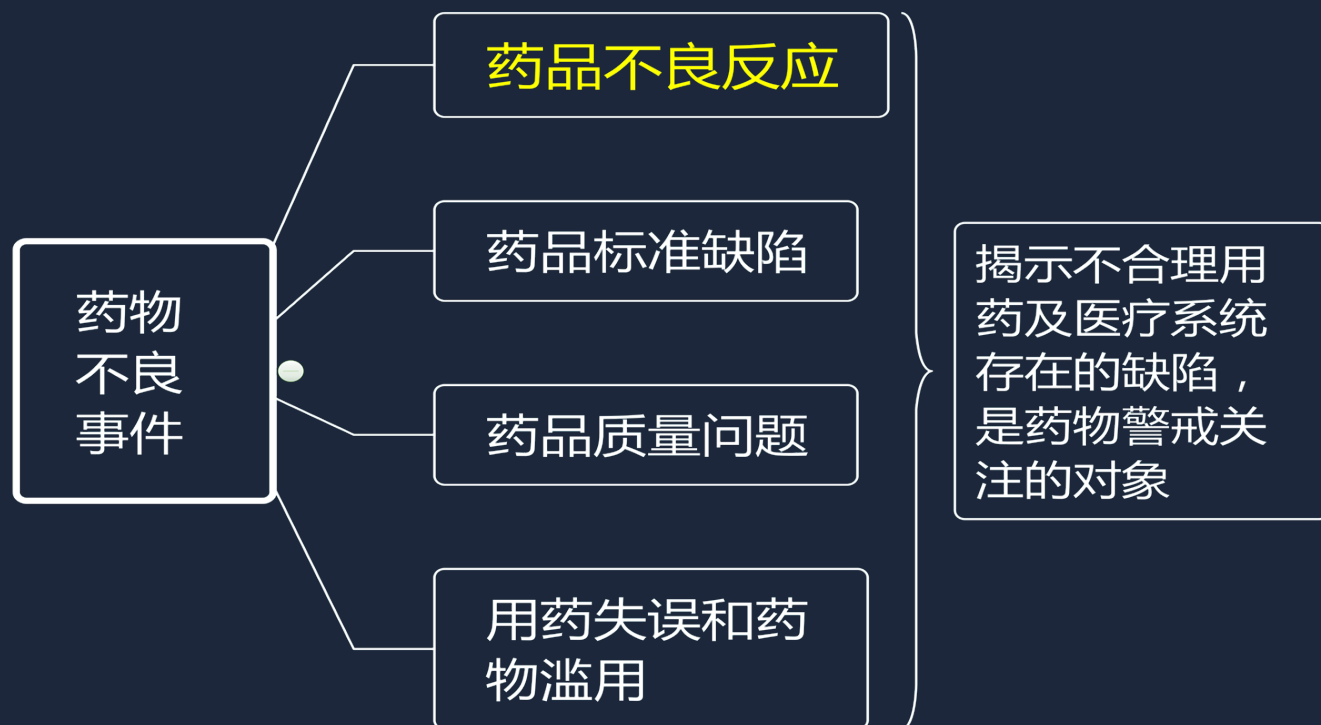 药物
不良
事件
药品不良反应
药品标准缺陷
药品质量问题
用药失误和药
物滥用
揭示不合理用
药及医疗系统
存在的缺陷，
是药物警戒关
注的对象